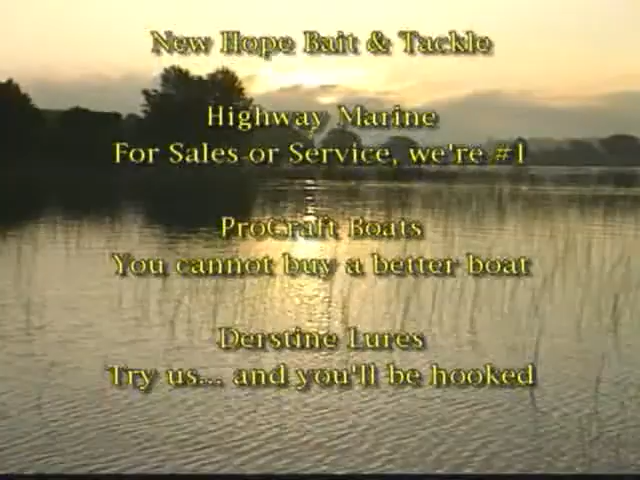 New Hope Bait & Tackle
Highway Marine
For Sales or Service, we're #1
ProCraft Boats
You cannot buy a better boat
Derstine Lures
Try us... and you'll be hooked